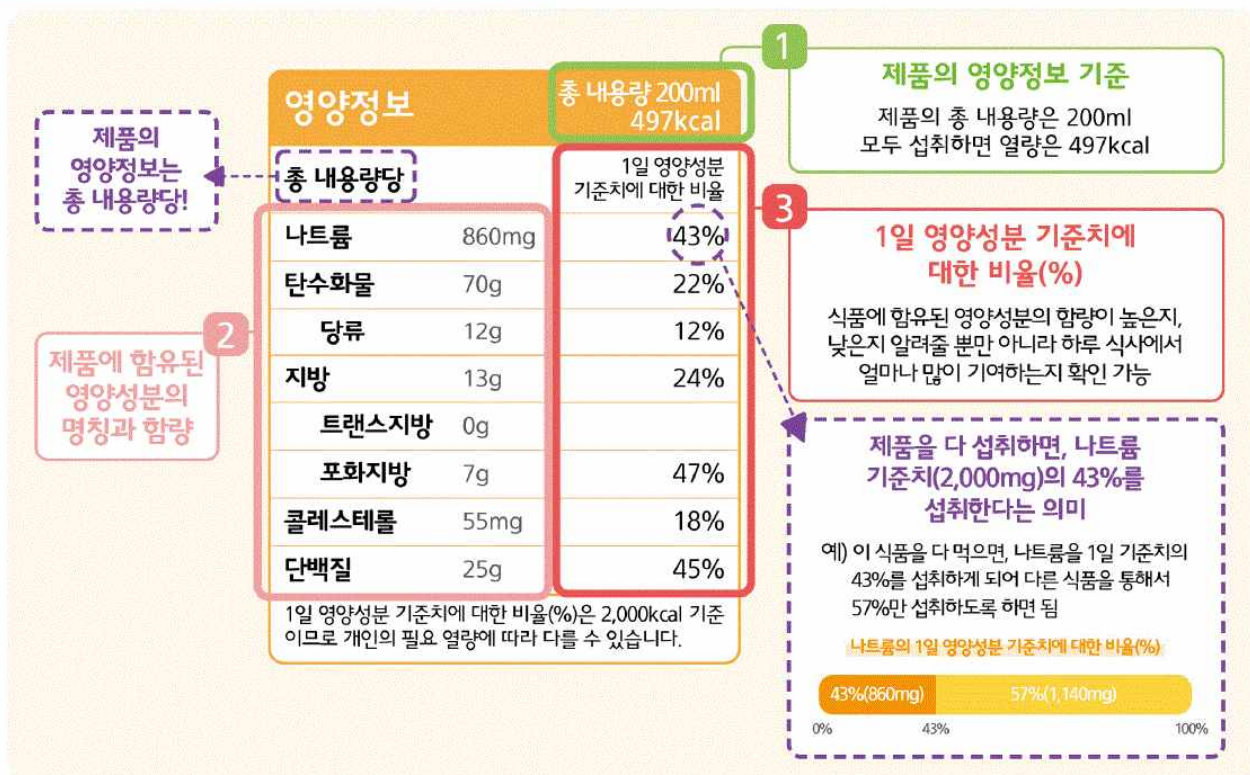 제품의
영양정보는
총 내용량당!
영양정보
총 내용량 200ml
497kcal
총 내용량당
1일 영양성분
기준치에 대한 비율
나트륨 860mg 43%
탄수화물 70g 22%
당류 12g 12%
지방 13g 24%
트랜스지방 0g
포화지방 7g 47%
콜레스테롤 55mg 18%
단백질 25g 45%
1일 영양성분 기준치에 대한 비율(%)은 2,000kcal 기준
이므로 개인의 필요 열량에 따라 다를 수 있습니다.
1
제품의 영양정보 기준
제품의 총 내용량은 200ml
모두 섭취하면 열량은 497kcal
2
제품에 함유된
영양성분의
명칭과 함량
3
1일 영양성분 기준치에
대한 비율(%)
식품에 함유된 영양성분의 함량이 높은지,
낮은지 알려줄 뿐만 아니라 하루 식사에서
얼마나 많이 기여하는지 확인 가능
제품을 다 섭취하면, 나트륨
기준치(2,000mg)의 43%를
섭취한다는 의미
예) 이 식품을 다 먹으면, 나트륨을 1일 기준치의
43%를 섭취하게 되어 다른 식품을 통해서
57%만 섭취하도록 하면 됨
나트륨의 1일 영양성분 기준치에 대한 비율(%)
43%(860mg) 57%(1,140mg)
0% 43% 100%